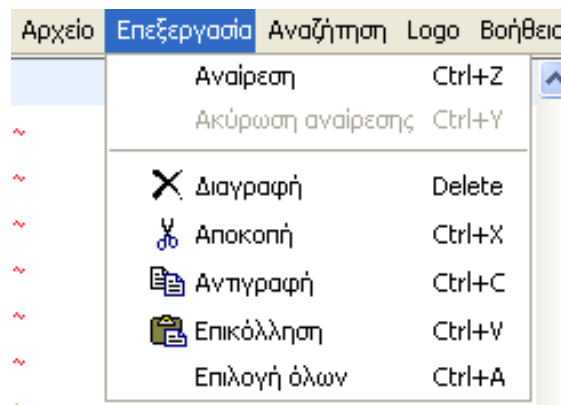 Αρχείο Επεξεργασία Αναζήτηση Logo
Αναίρεση Ctrl+Z
Ακύρωση αναίρεσης Ctrl+Y
Διαγραφή Delete
Αποκοπή Ctrl+X
Αντιγραφή Ctrl+C
Επικόλληση Ctrl+V
Επιλογή όλων Ctrl+A